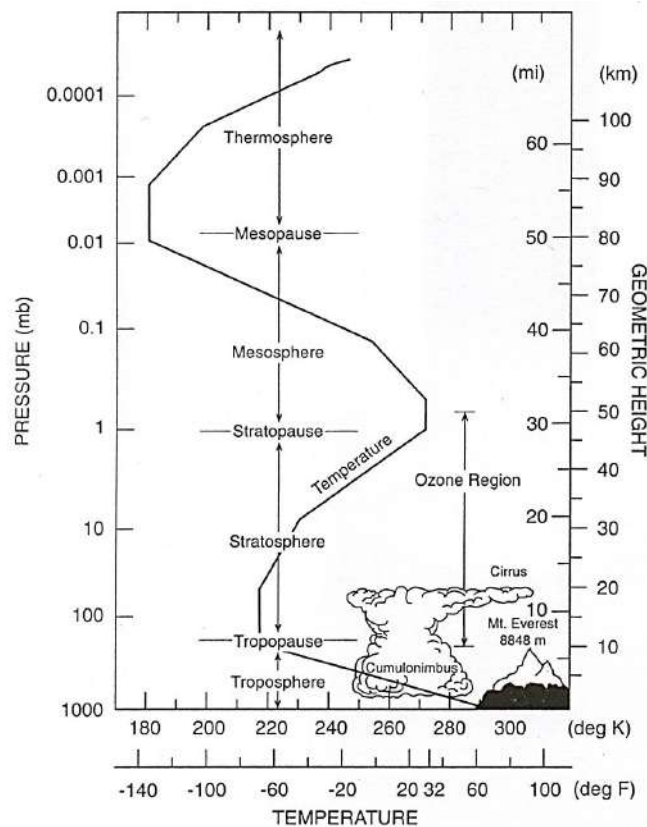 (mi) (km)
0.0001
100
Thermosphere
60
0.001
90
Mesopause
0.01
50
80
70
0.1
40
60
Mesosphere
PRESSURE (mb)
GEOMETRIC HEIGHT
50
30
Stratopause
1
Temperature
Ozone Region
40
20
30
10
Stratosphere
Cirrus
20
10
100
Mt. Everest
8848 m
Tropopause
10
Cumulonimbus
Troposphere
1000
180 200 220 240 260 280 300 (deg K)
-140 -100 -60 -20 20 32 60 100 (deg F)
TEMPERATURE